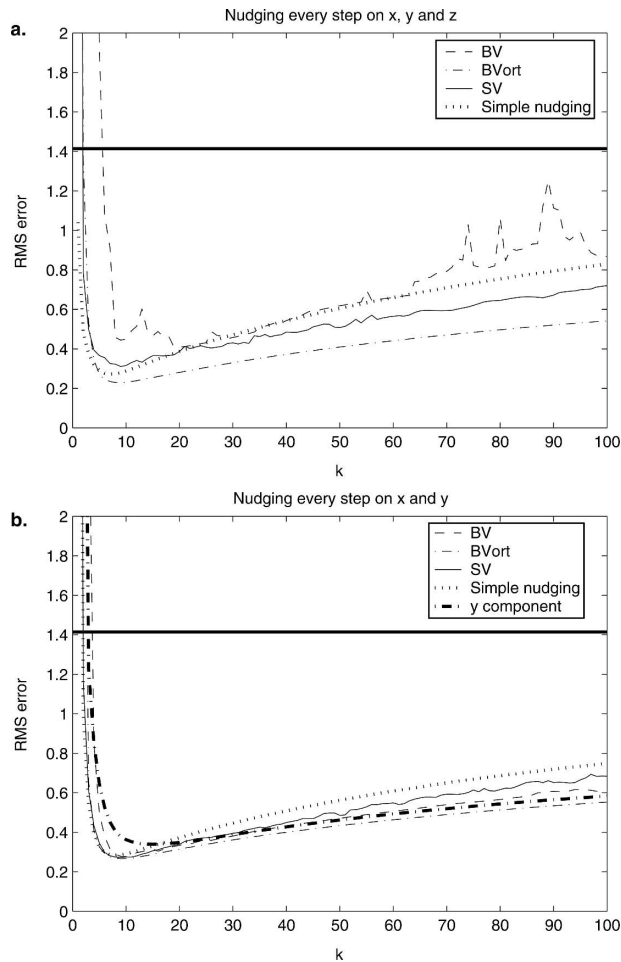 Nudging every step on x, y and z
a.
2
1.8
1.6
1.4
1.2
1
0.8
0.6
0.4
0.2
0
RMS error
BV
BVort
SV
Simple nudging
0 10 20 30 40 50 60 70 80 90 100
k
Nudging every step on x and y
b.
2
1.8
1.6
1.4
1.2
1
0.8
0.6
0.4
0.2
0
RMS error
BV
BVort
SV
Simple nudging
y component
0 10 20 30 40 50 60 70 80 90 100
k